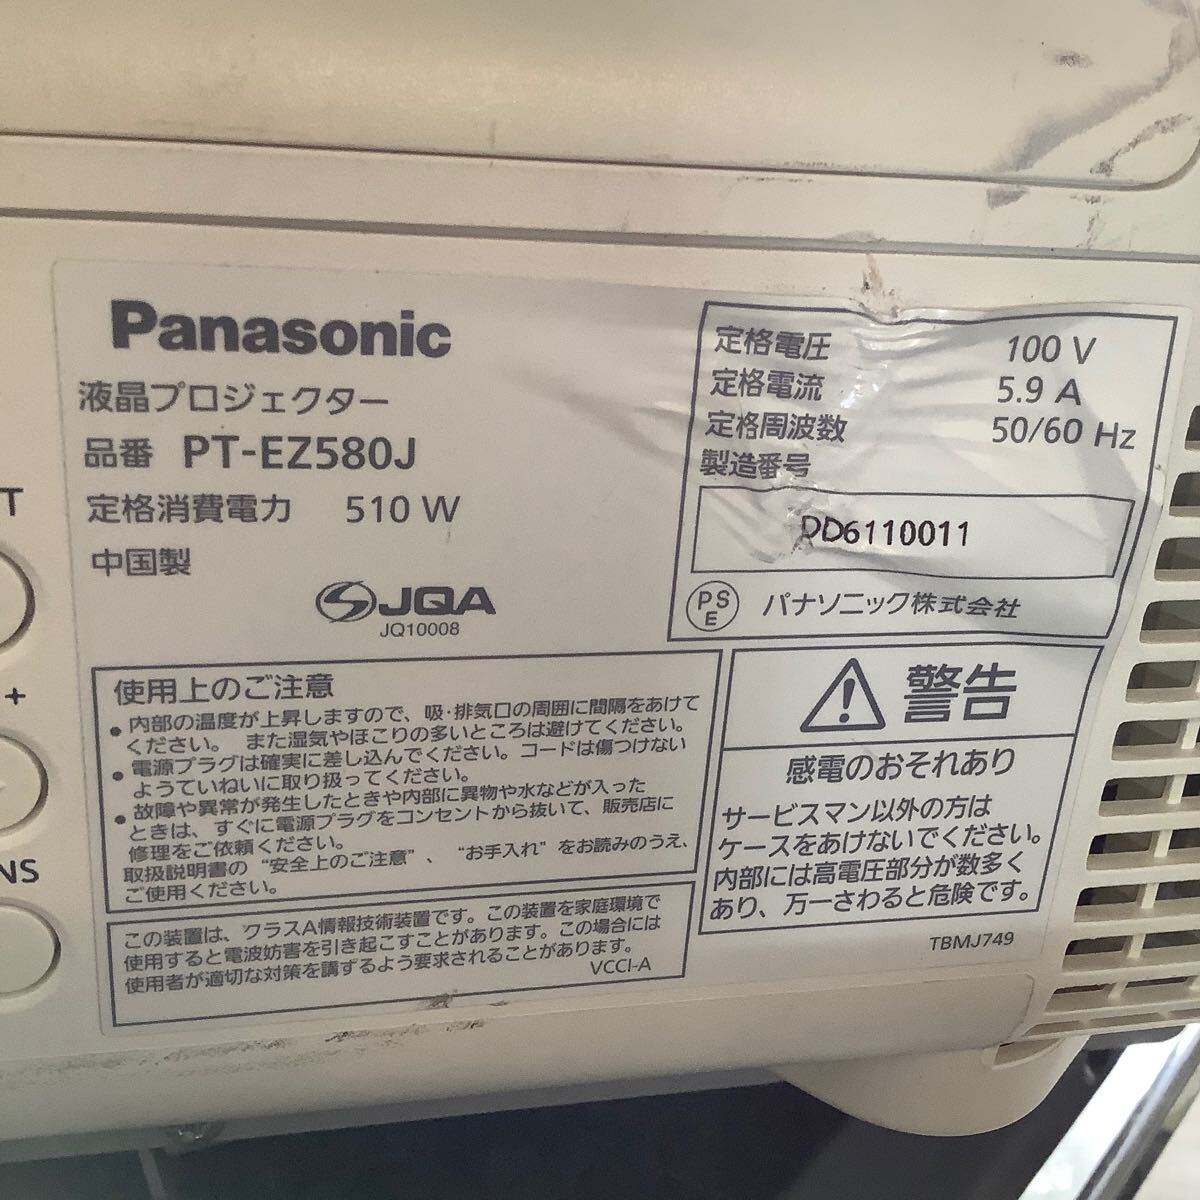 Panasonic
液晶プロジェクター
品番 PT-EZ580J
定格消費電力 510 W
中国製
JQA
JQ10008
定格電圧 100 V
定格電流 5.9 A
定格周波数 50/60 Hz
製造番号
DD6110011
PSE パナソニック株式会社
使用上のご注意
•内部の温度が上昇しますので、吸・排気口の周囲に間隔をあけて
ください。 また湿気やほこりの多いところは避けてください。
•電源プラグは確実に差し込んでください。コードは傷つけない
ようていねいに取り扱ってください。
•故障や異常が発生したときや内部に異物や水などが入った
ときは、すぐに電源プラグをコンセントから抜いて、販売店に
修理をご依頼ください。
取扱説明書の “安全上のご注意”、 “お手入れ” をお読みのうえ、
ご使用ください。
この装置は、クラスA情報技術装置です。この装置を家庭環境で
使用すると電波妨害を引き起こすことがあります。この場合には
使用者が適切な対策を講ずるよう要求されることがあります。
VCCI-A
警告
感電のおそれあり
サービスマン以外の方は
ケースをあけないでください。
内部には高電圧部分が数多く
あり、万一さわると危険です。
TBMJ749
T
+
NS